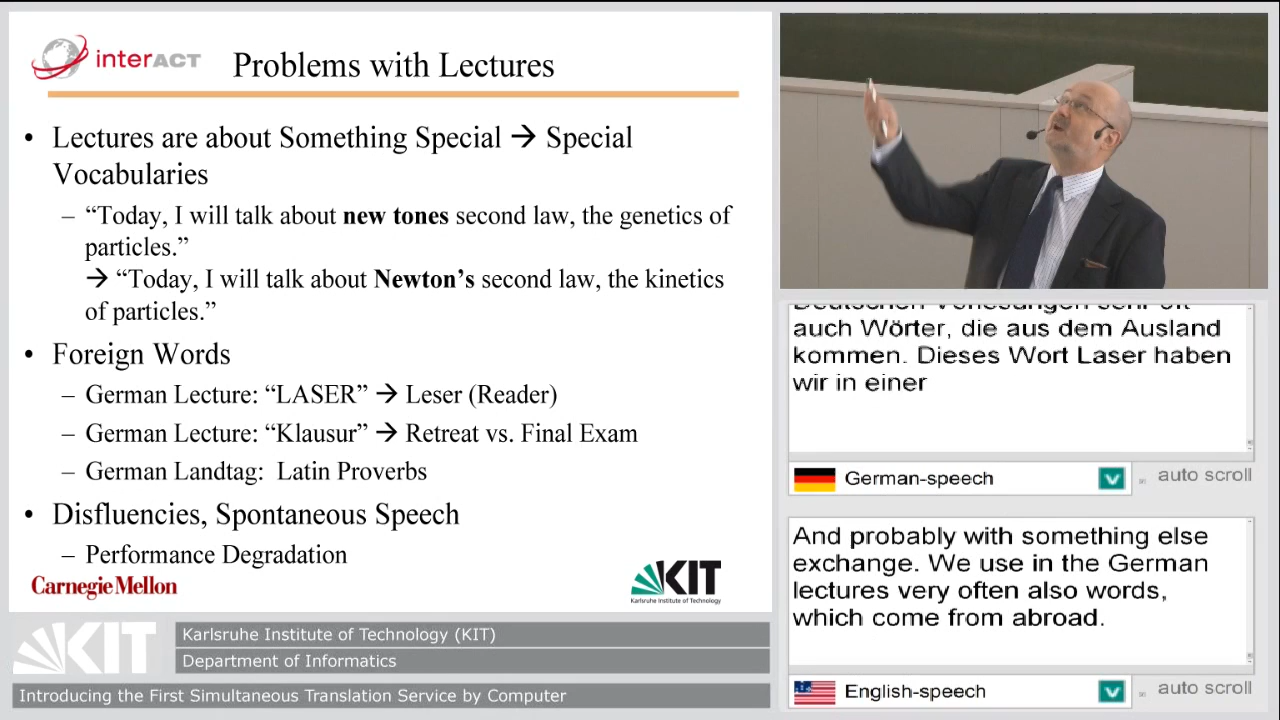 interACT
Problems with Lectures
• Lectures are about Something Special → Special
Vocabularies
– “Today, I will talk about new tones second law, the genetics of
particles.”
→ “Today, I will talk about Newton’s second law, the kinetics
of particles.”
• Foreign Words
– German Lecture: “LASER” → Leser (Reader)
– German Lecture: “Klausur” → Retreat vs. Final Exam
– German Landtag: Latin Proverbs
• Disfluencies, Spontaneous Speech
– Performance Degradation
Carnegie Mellon
KIT
Karlsruhe Institute of Technology
KIT
Karlsruhe Institute of Technology (KIT)
Department of Informatics
Introducing the First Simultaneous Translation Service by Computer
Deutschen Vorlesungen sehr oft
auch Wörter, die aus dem Ausland
kommen. Dieses Wort Laser haben
wir in einer
German-speech
auto scroll
And probably with something else
exchange. We use in the German
lectures very often also words,
which come from abroad.
English-speech
auto scroll